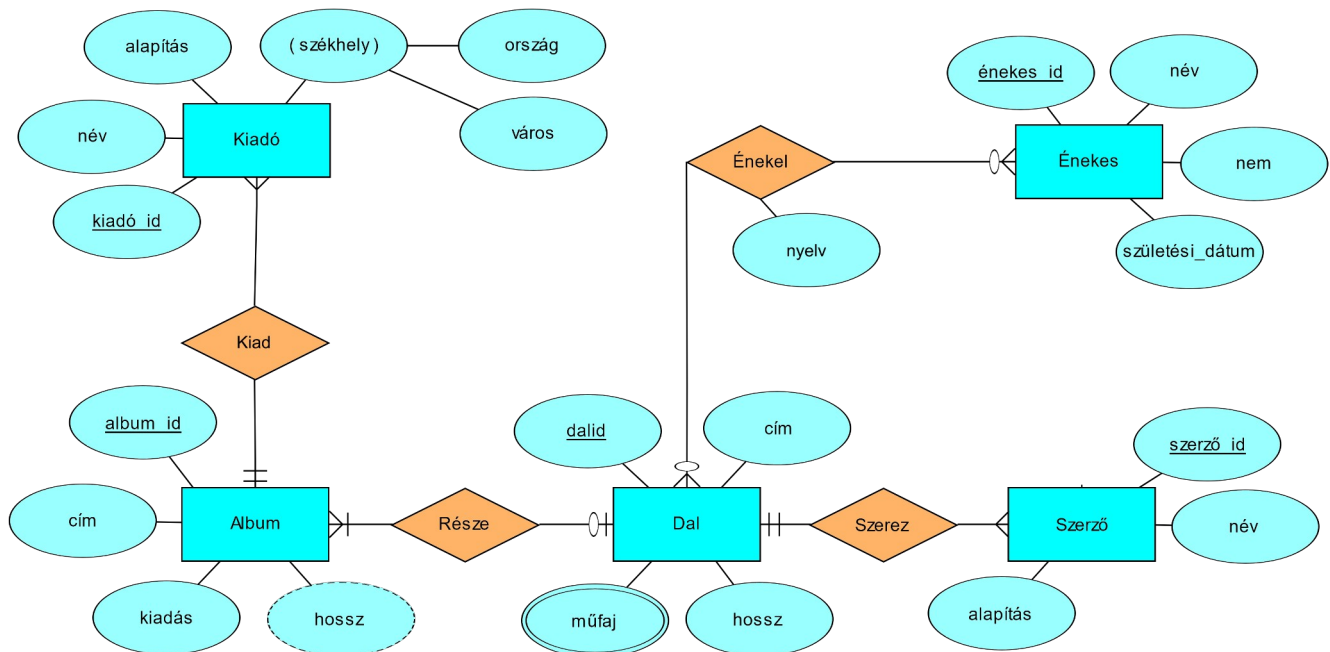 alapítás
( székhely )
ország
név
Kiadó
város
kiadó_id
Kiad
énekes_id
név
Énekel
Énekes
nem
nyelv
születési_dátum
album_id
cím
Album
kiadás
hossz
Része
dalid
cím
Dal
műfaj
hossz
Szerez
szerző_id
Szerző
név
alapítás